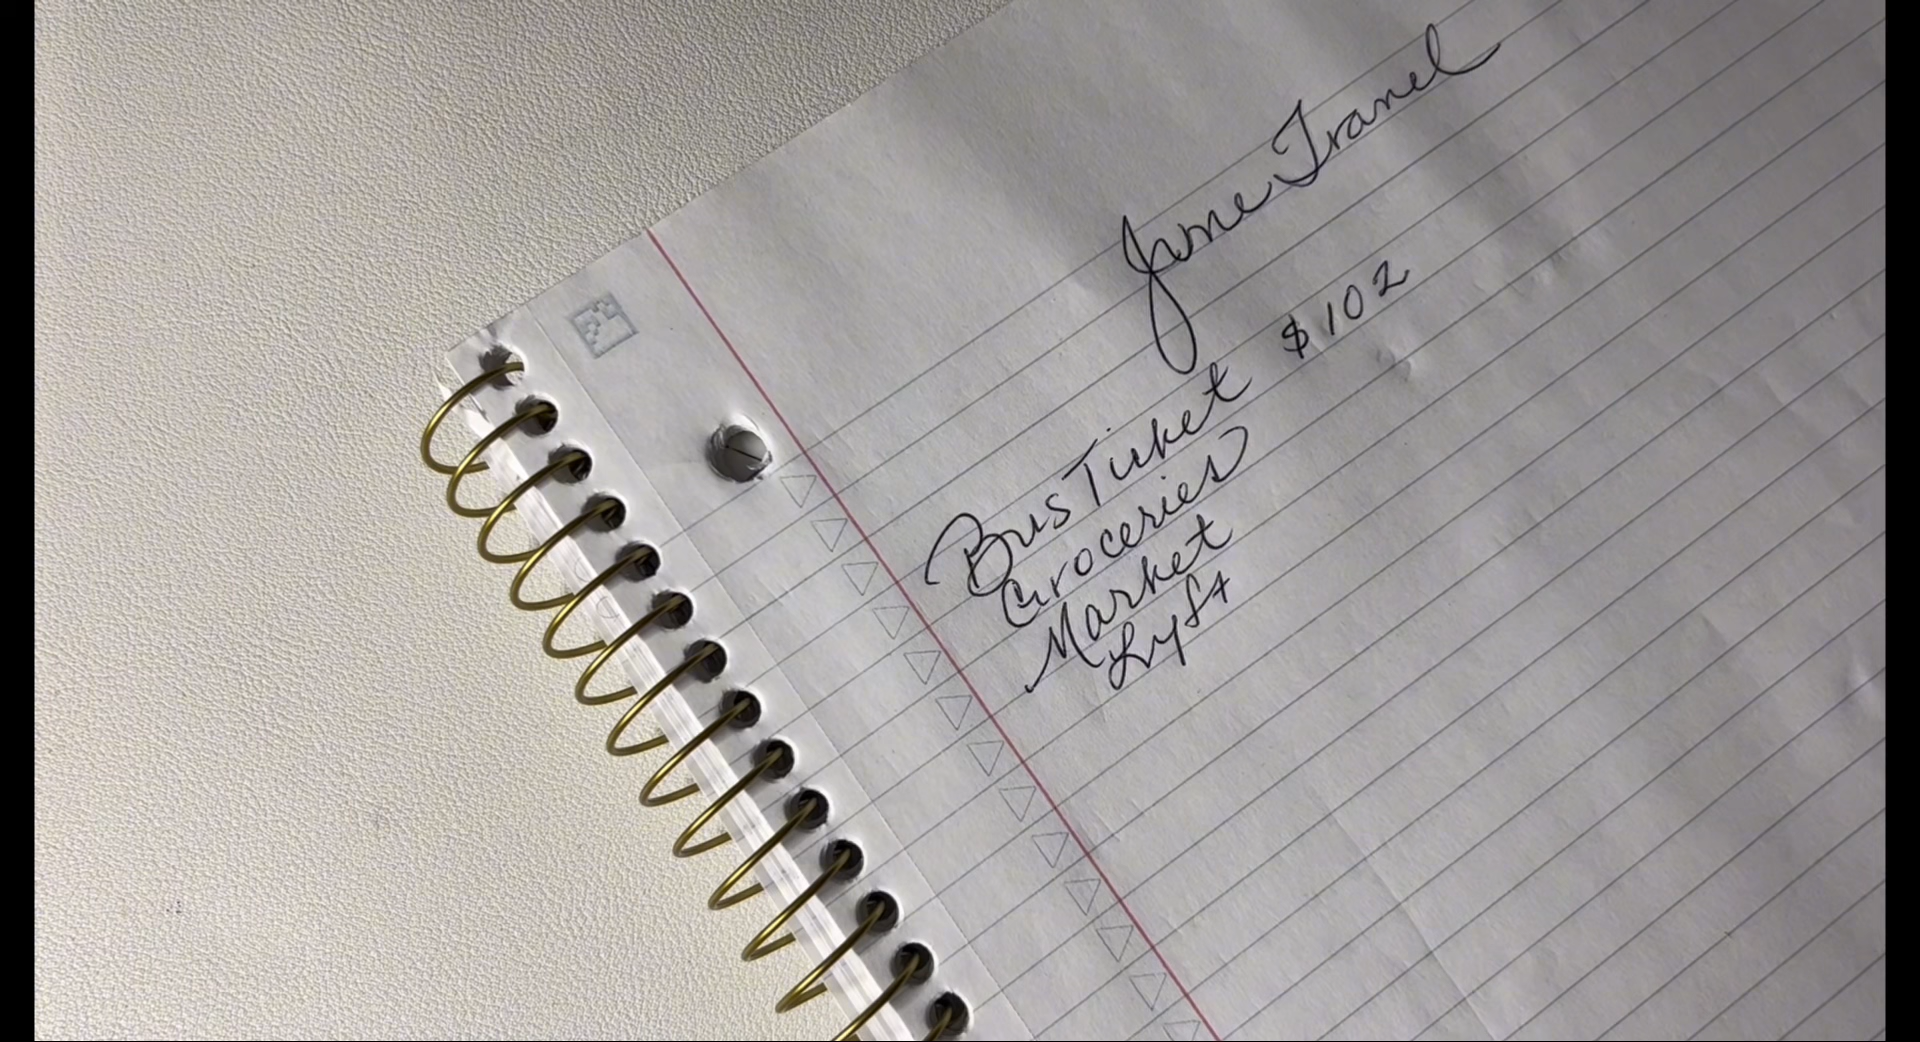 June Travel
Bus Ticket $102
Groceries
Market
Lyft